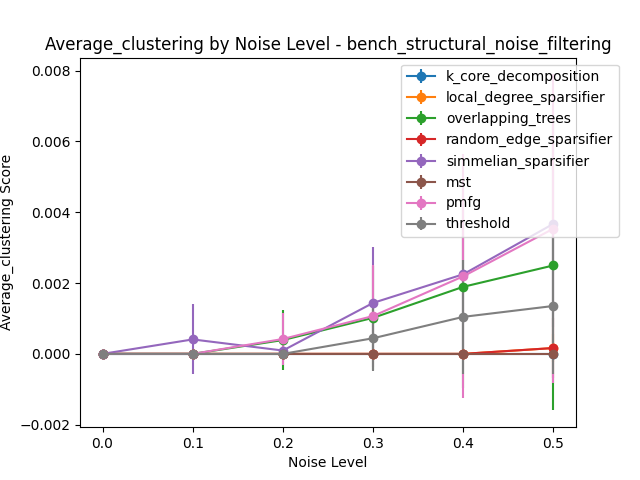 Average_clustering by Noise Level - bench_structural_noise_filtering
k_core_decomposition
local_degree_sparsifier
overlapping_trees
random_edge_sparsifier
simmelian_sparsifier
mst
pmfg
threshold
Average_clustering Score
0.008
0.006
0.004
0.002
0.000
−0.002
0.0 0.1 0.2 0.3 0.4 0.5
Noise Level